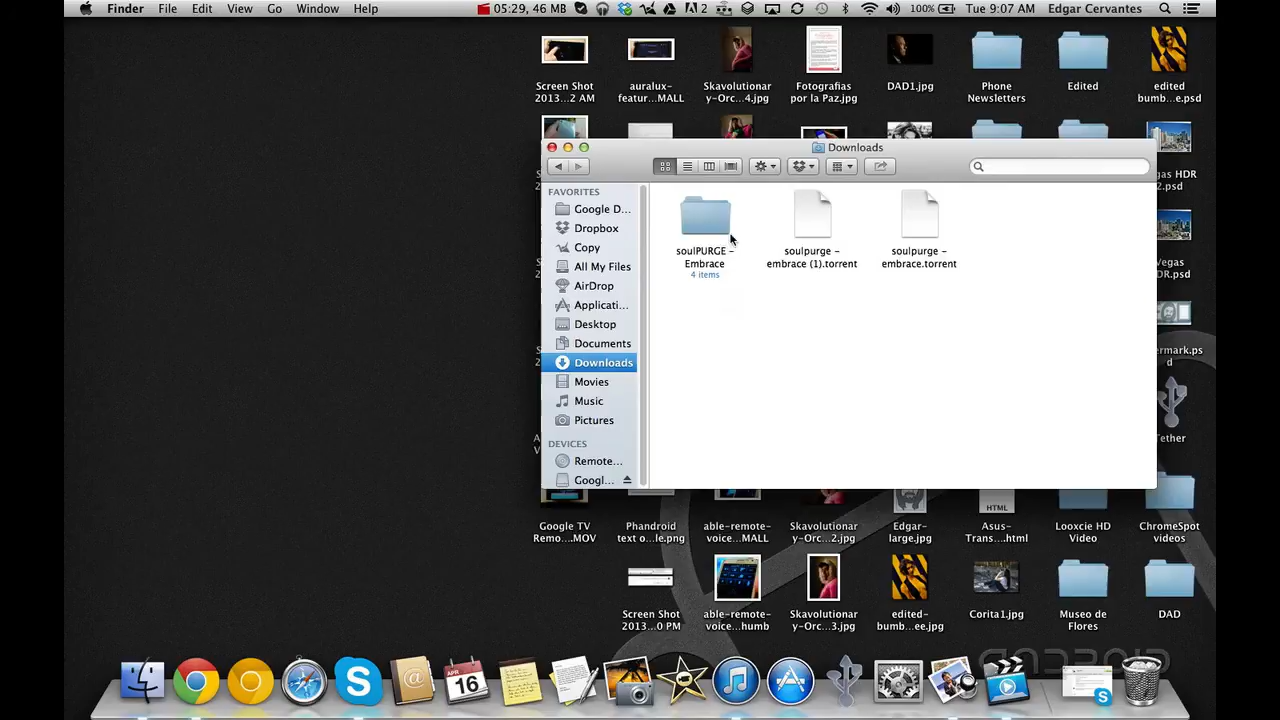 Finder File Edit View Go Window Help 05:29, 46 MB 2 100% Tue 9:07 AM Edgar Cervantes
Screen Shot
2013...2 AM
auralux-
featur...MALL
Skavolutionar
y-Orc...4.jpg
Fotografias
por la Paz.jpg
DAD1.jpg
Phone
Newsletters
Edited
edited
bumb...e.psd
Downloads
FAVORITES
Google D...
Dropbox
Copy
All My Files
AirDrop
Applicati...
Desktop
Documents
Downloads
Movies
Music
Pictures
DEVICES
Remote...
Googl...
soulPURGE –
Embrace
4 items
soulpurge –
embrace (1).torrent
soulpurge –
embrace.torrent
egas HDR
2.psd
Vegas
DR.psd
ermark.ps
d
Tether
HTML
Google TV
Remo....MOV
Phandroid
text o...le.png
able-remote-
voice...MALL
Skavolutionar
y-Orc...2.jpg
Edgar-
large.jpg
Asus-
Trans....html
Looxcie HD
Video
ChromeSpot
videos
Screen Shot
2013...0 PM
able-remote-
voice...humb
Skavolutionar
y-Orc...3.jpg
edited-
bumb...ee.jpg
Corita1.jpg
Museo de
Flores
DAD
ANDROID
APR
16